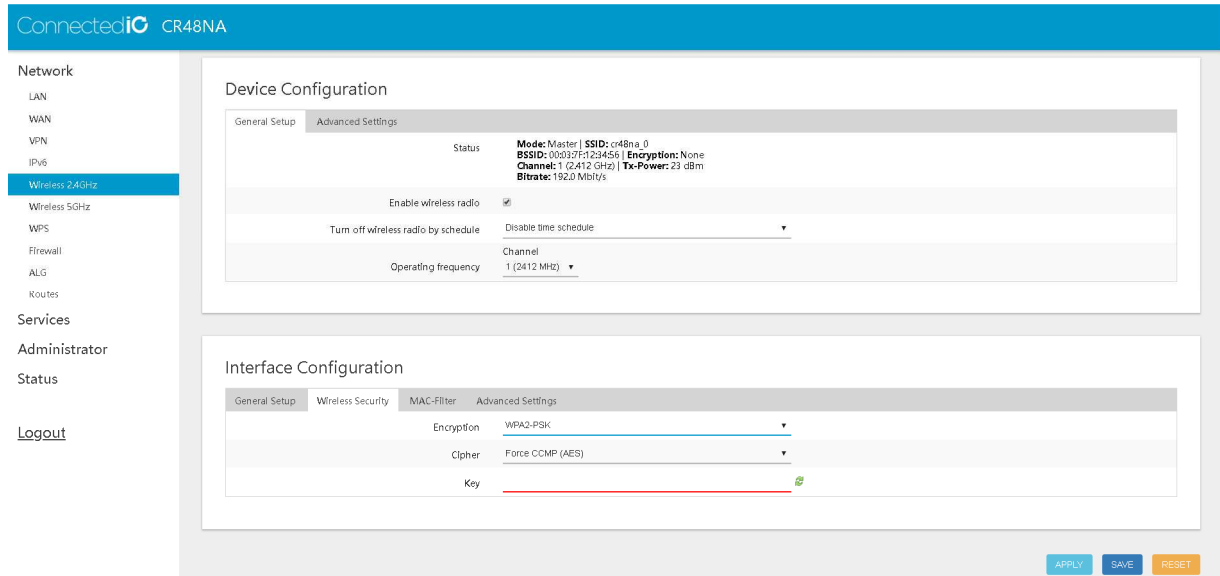 ConnectediO CR48NA
Network
LAN
WAN
VPN
IPv6
Wireless 2.4GHz
Wireless 5GHz
WPS
Firewall
ALG
Routes
Services
Administrator
Status
Logout
Device Configuration
General Setup Advanced Settings
Status
Mode: Master | SSID: cr48na_0
BSSID: 00:03:7F:12:34:56 | Encryption: None
Channel: 1 (2.412 GHz) | Tx-Power: 23 dBm
Bitrate: 192.0 Mbit/s
Enable wireless radio
Turn off wireless radio by schedule Disable time schedule
Channel
Operating frequency 1 (2412 MHz)
Interface Configuration
General Setup Wireless Security MAC-Filter Advanced Settings
Encryption WPA2-PSK
Cipher Force CCMP (AES)
Key
APPLY SAVE RESET